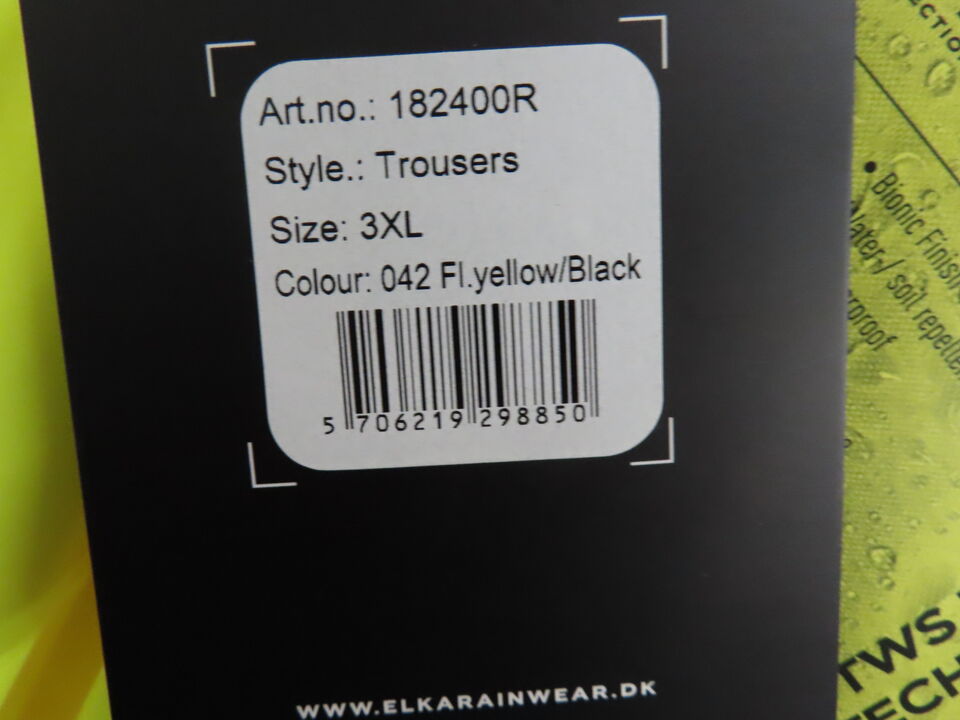 Art.no.: 182400R
Style.: Trousers
Size: 3XL
Colour: 042 Fl.yellow/Black
5 706219 298850
WWW.ELKARAINWEAR.DK
• Bionic Finish
/ soil
TWS